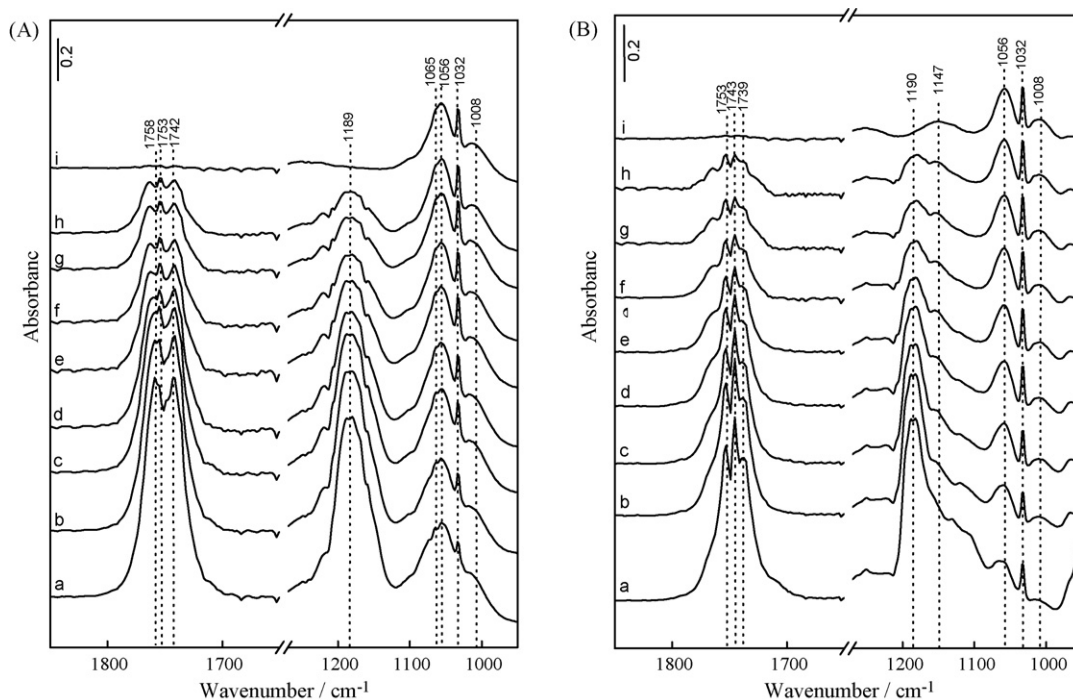 (A)
0.2
1758
1753
1742
1189
1065
1056
1032
1008
i
h
g
f
e
d
c
b
a
Absorbanc
1800 1700 1200 1100 1000
Wavenumber / cm-1
(B)
0.2
1753
1743
1739
1190
1147
1056
1032
1008
i
h
g
f
e
d
c
b
a
Absorbanc
1800 1700 1200 1100 1000
Wavenumber / cm-1